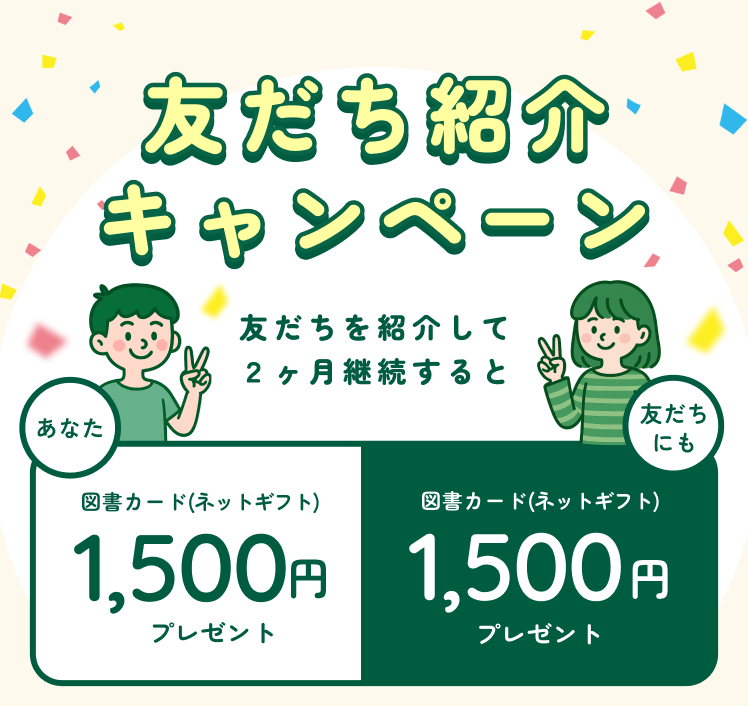 友だち紹介
キャンペーン
友だちを紹介して
2ヶ月継続すると
あなた
図書カード(ネットギフト)
1,500円
プレゼント
友だち
にも
図書カード(ネットギフト)
1,500円
プレゼント